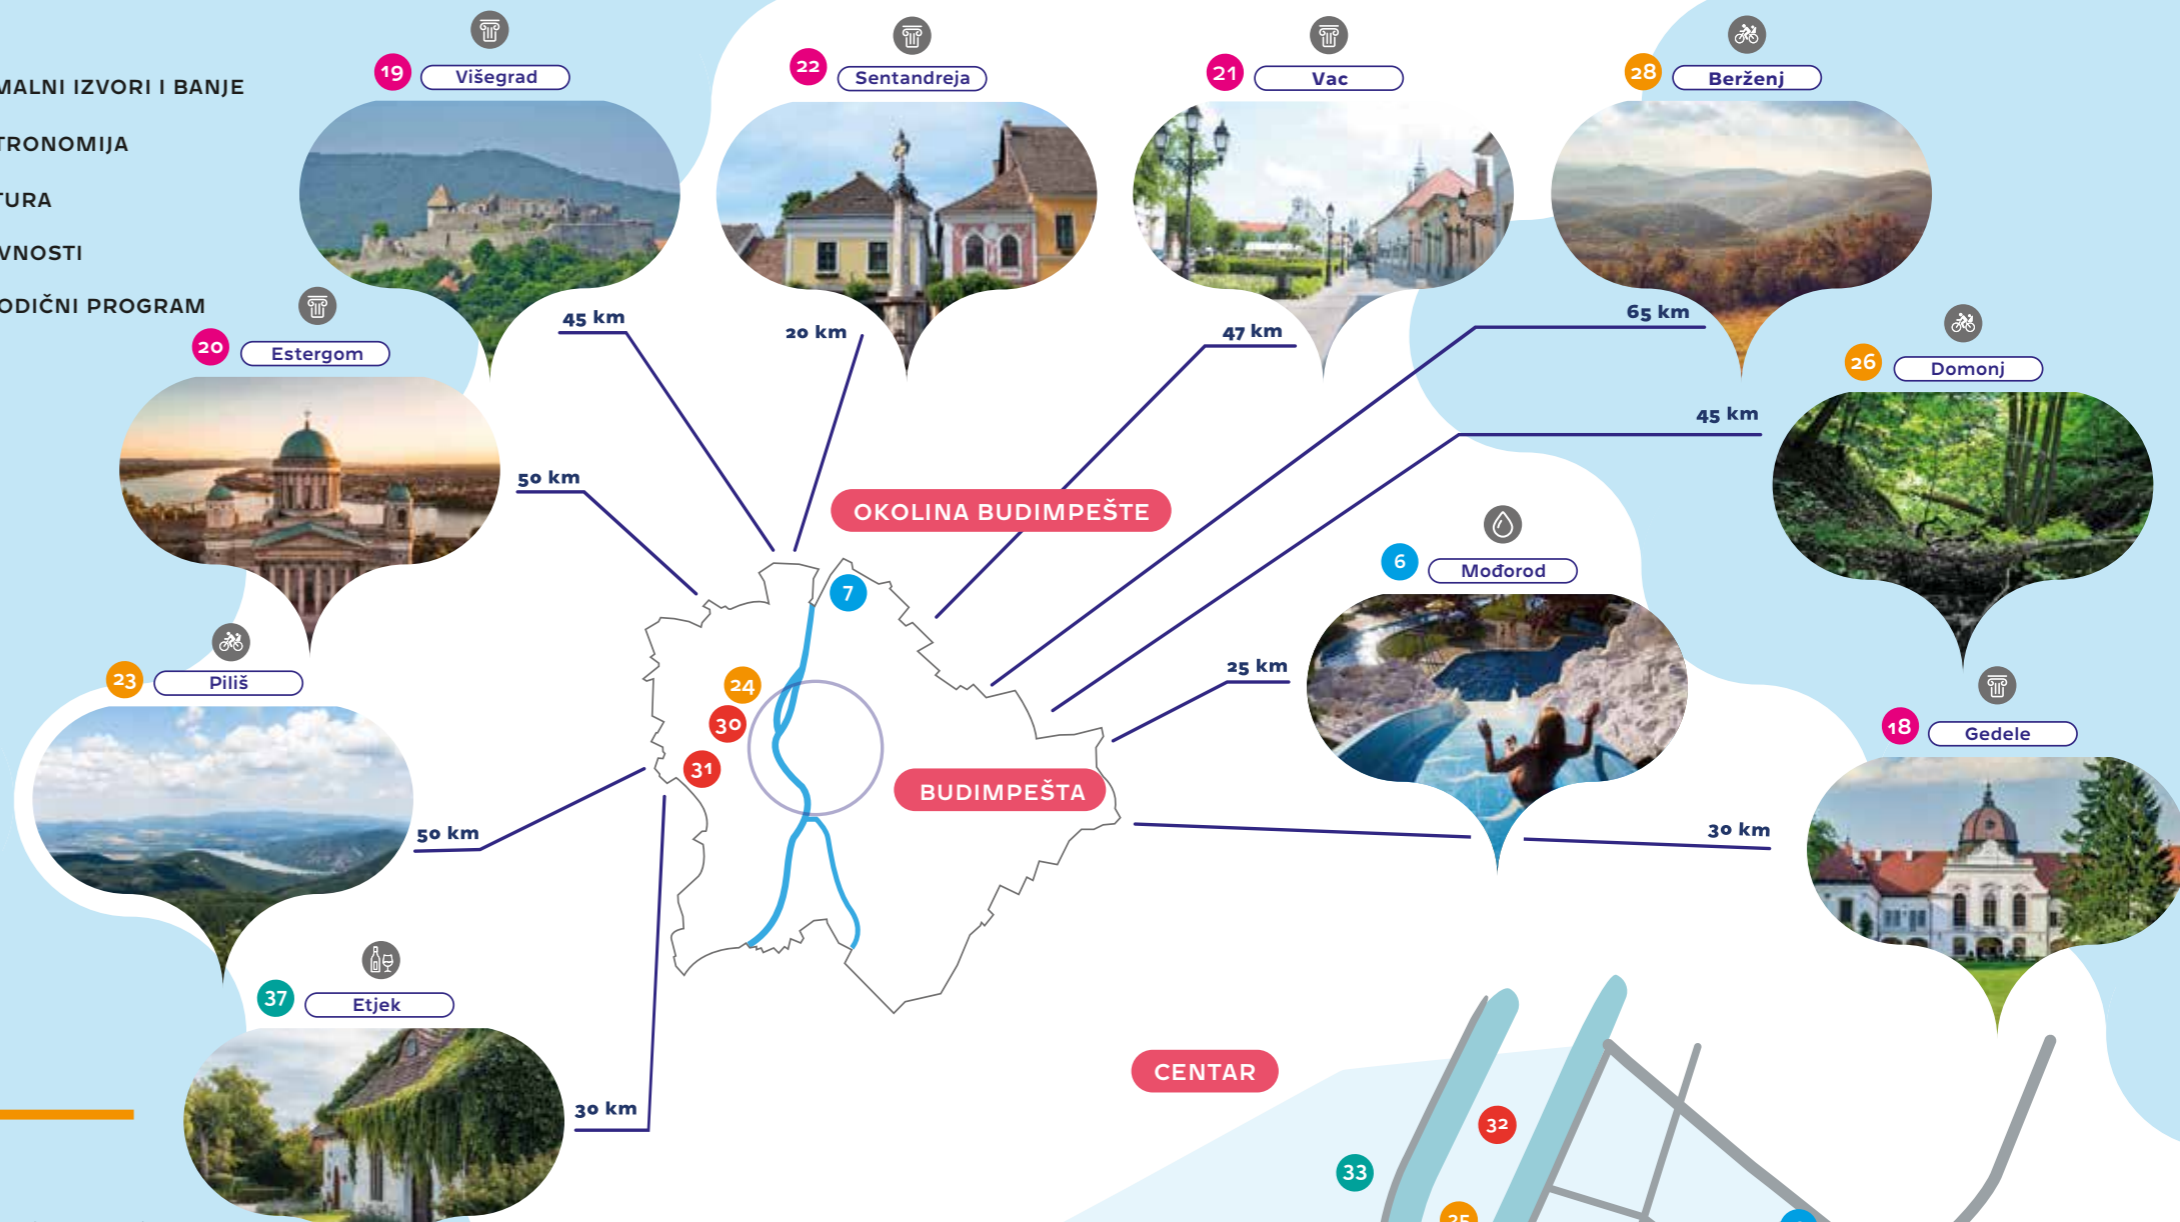 MALNI IZVORI I BANJE
TRONOMIJA
TURA
VNOSTI
ODIČNI PROGRAM
19 Višegrad
45 km
22 Sentandreja
20 km
21 Vac
47 km
28 Berženj
65 km
20 Estergom
50 km
26 Domonj
45 km
OKOLINA BUDIMPEŠTE
6 Mođorod
25 km
7
24
30
31
BUDIMPEŠTA
23 Piliš
50 km
18 Gedele
30 km
37 Etjek
30 km
CENTAR
32
33
25